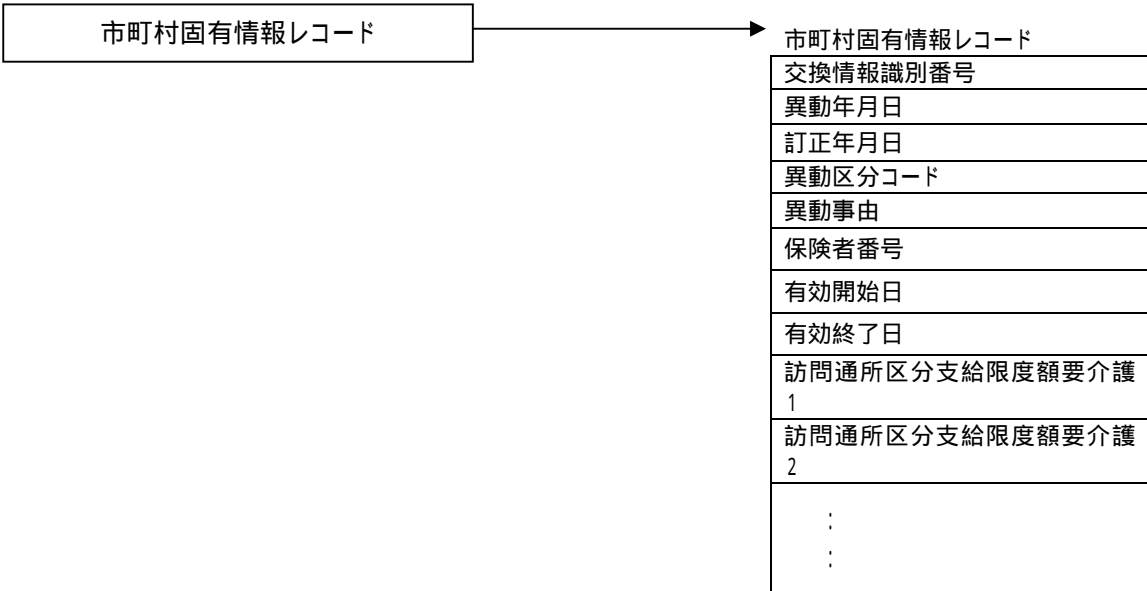 市町村固有情報レコード
市町村固有情報レコード
交換情報識別番号
異動年月日
訂正年月日
異動区分コード
異動事由
保険者番号
有効開始日
有効終了日
訪問通所区分支給限度額要介護
1
訪問通所区分支給限度額要介護
2
:
: